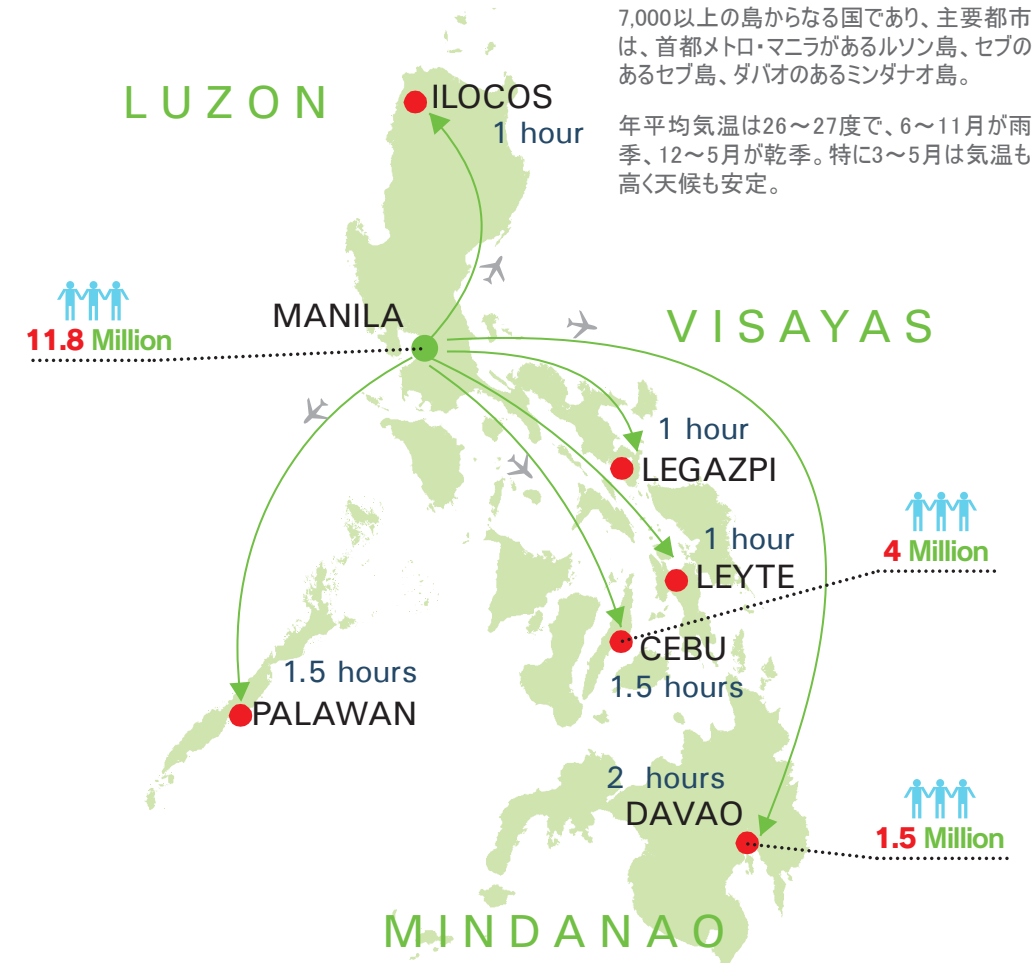 7,000以上の島からなる国であり、主要都市
は、首都メトロ・マニラがあるルソン島、セブの
あるセブ島、ダバオのあるミンダナオ島。
年平均気温は26～27度で、6～11月が雨
季、12～5月が乾季。特に3～5月は気温も
高く天候も安定。
LUZON
ILOCOS
1 hour
MANILA
11.8 Million
VISAYAS
1 hour
LEGAZPI
4 Million
1 hour
LEYTE
CEBU
1.5 hours
1.5 hours
PALAWAN
2 hours
DAVAO
1.5 Million
MINDANAO